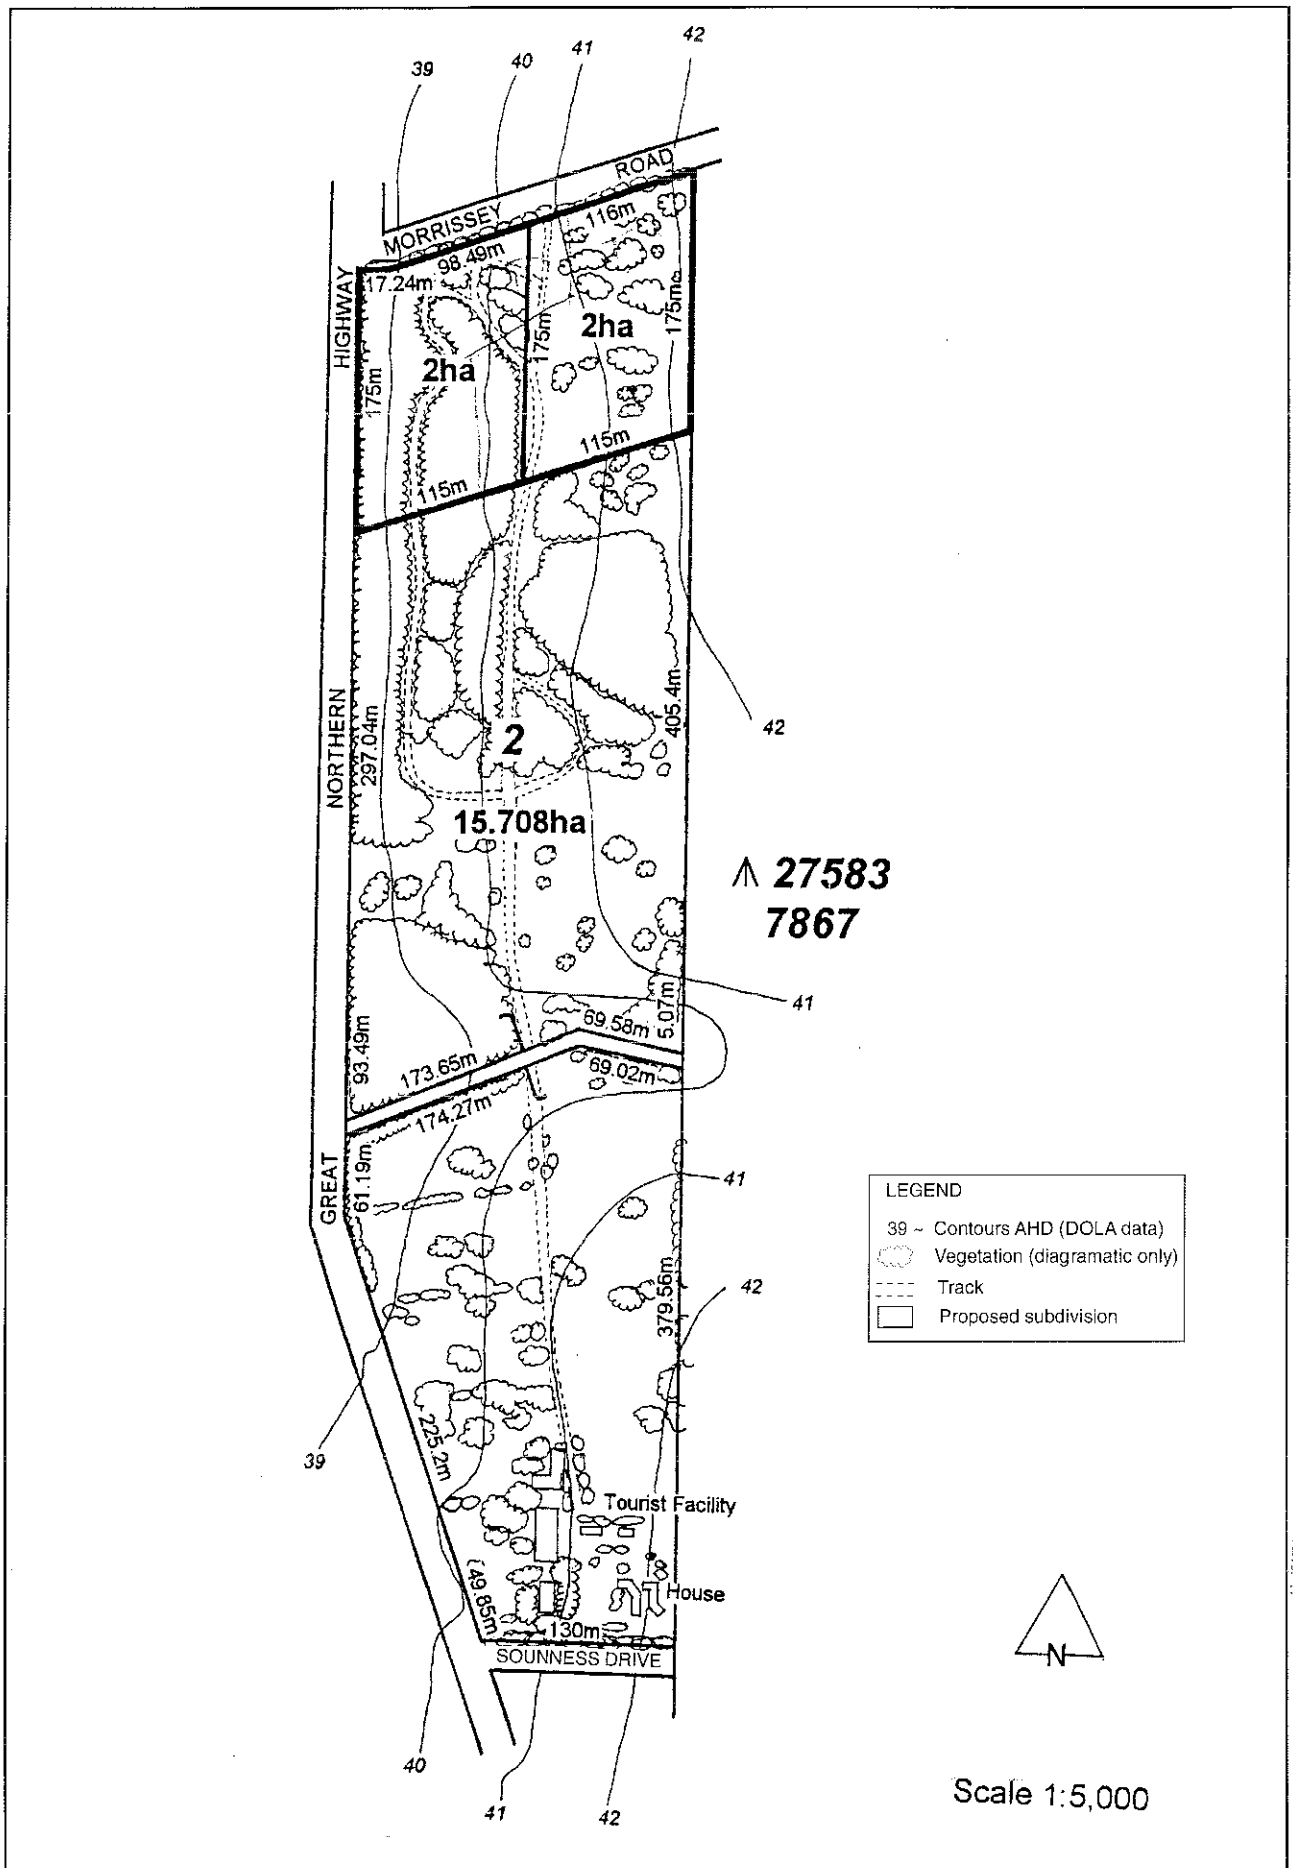 39
40
41
42
MORRISSEY ROAD
116m
98.49m
17.24m
HIGHWAY
175m
2ha
175m
2ha
175m
115m
115m
NORTHERN
297.04m
405.4m
42
2
15.708ha
27583
7867
41
5.07m
69.58m
93.49m
173.65m
69.02m
174.27m
GREAT
61.19m
41
379.56m
42
LEGEND
39 ~ Contours AHD (DOLA data)
Vegetation (diagramatic only)
Track
Proposed subdivision
39
225.2m
Tourist Facility
House
49.85m
130m
SOUNNESS DRIVE
N
40
41
42
Scale 1:5,000